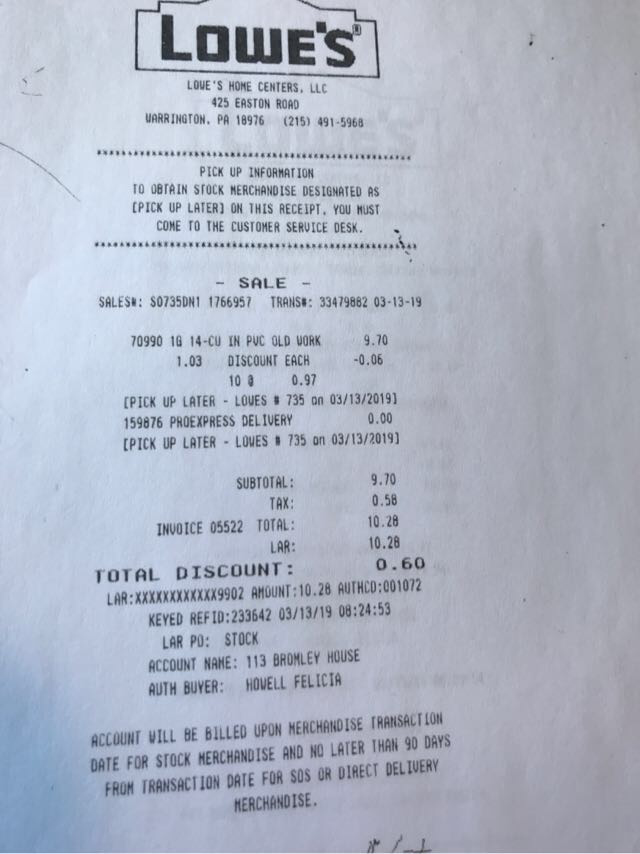 LOWE'S®
LOWE'S HOME CENTERS, LLC
425 EASTON ROAD
WARRINGTON, PA 18976 (215) 491-5968
********************************************
PICK UP INFORMATION
TO OBTAIN STOCK MERCHANDISE DESIGNATED AS
[PICK UP LATER] ON THIS RECEIPT, YOU MUST
COME TO THE CUSTOMER SERVICE DESK.
********************************************
- SALE -
SALES#: S0735DN1 1766957 TRANS#: 33479882 03-13-19
70990 1G 14-CU IN PVC OLD WORK 9.70
1.03 DISCOUNT EACH -0.06
10 @ 0.97
[PICK UP LATER - LOWES # 735 on 03/13/2019]
159876 PROEXPRESS DELIVERY 0.00
[PICK UP LATER - LOWES # 735 on 03/13/2019]
SUBTOTAL: 9.70
TAX: 0.58
INVOICE 05522 TOTAL: 10.28
LAR: 10.28
TOTAL DISCOUNT: 0.60
LAR:XXXXXXXXXXXX9902 AMOUNT:10.28 AUTHCD:001072
KEYED REFID:233642 03/13/19 08:24:53
LAR PO: STOCK
ACCOUNT NAME: 113 BROMLEY HOUSE
AUTH BUYER: HOWELL FELICIA
ACCOUNT WILL BE BILLED UPON MERCHANDISE TRANSACTION
DATE FOR STOCK MERCHANDISE AND NO LATER THAN 90 DAYS
FROM TRANSACTION DATE FOR SOS OR DIRECT DELIVERY
MERCHANDISE.